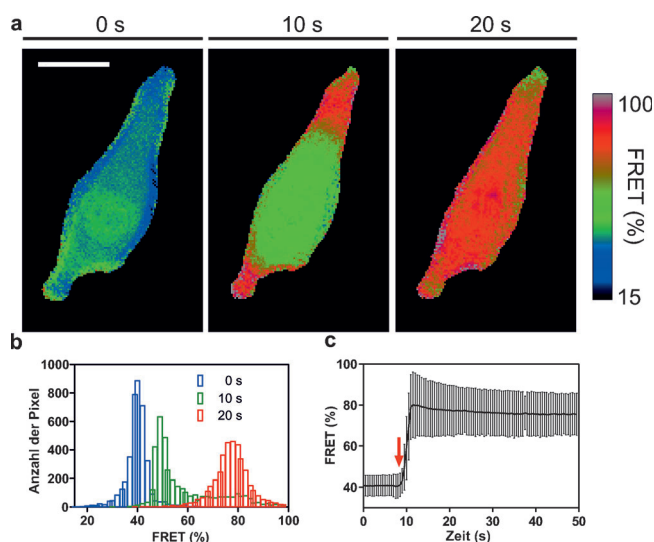 a
0 s 10 s 20 s
100
FRET (%)
15
b
1000
800
600
400
200
0
Anzahl der Pixel
0 s
10 s
20 s
20 40 60 80 100
FRET (%)
c
100
80
60
40
FRET (%)
0 10 20 30 40 50
Zeit (s)